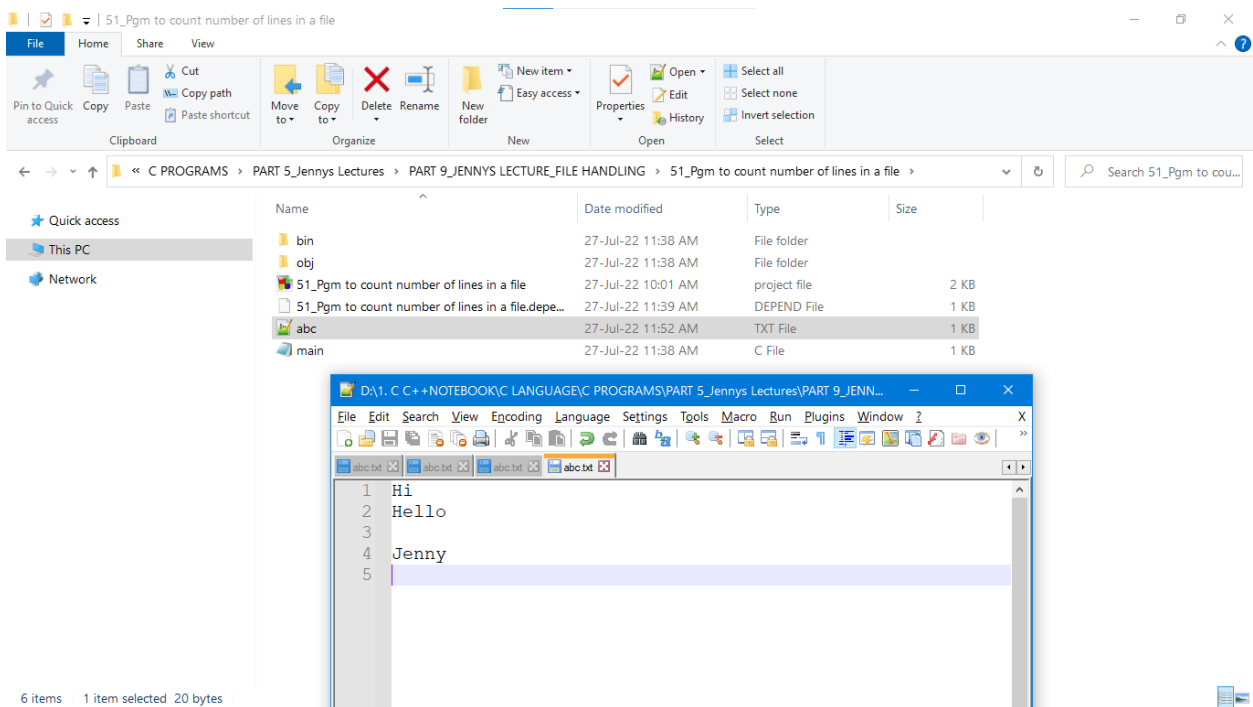 51_Pgm to count number of lines in a file
File Home Share View
Pin to Quick access
Copy
Paste
Cut
Copy path
Paste shortcut
Clipboard
Move to
Copy to
Delete
Rename
Organize
New folder
New item
Easy access
New
Properties
Open
Edit
History
Open
Select all
Select none
Invert selection
Select
« C PROGRAMS › PART 5_Jennys Lectures › PART 9_JENNYS LECTURE_FILE HANDLING › 51_Pgm to count number of lines in a file ›
Search 51_Pgm to cou...
Quick access
This PC
Network
Name Date modified Type Size
bin 27-Jul-22 11:38 AM File folder
obj 27-Jul-22 11:38 AM File folder
51_Pgm to count number of lines in a file 27-Jul-22 10:01 AM project file 2 KB
51_Pgm to count number of lines in a file.depe... 27-Jul-22 11:39 AM DEPEND File 1 KB
abc 27-Jul-22 11:52 AM TXT File 1 KB
main 27-Jul-22 11:38 AM C File 1 KB
D:\1. C C++NOTEBOOK\C LANGUAGE\C PROGRAMS\PART 5_Jennys Lectures\PART 9_JENN...
File Edit Search View Encoding Language Settings Tools Macro Run Plugins Window ? X
abc.txt abc.txt abc.txt abc.txt
1 Hi
2 Hello
3
4 Jenny
5
6 items 1 item selected 20 bytes